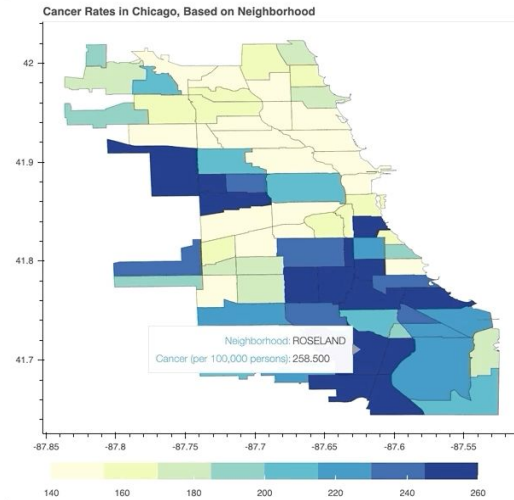 Cancer Rates in Chicago, Based on Neighborhood
42
41.9
41.8
Neighborhood: ROSELAND
Cancer (per 100,000 persons): 258.500
41.7
-87.85 -87.8 -87.75 -87.7 -87.65 -87.6 -87.55
140 160 180 200 220 240 260